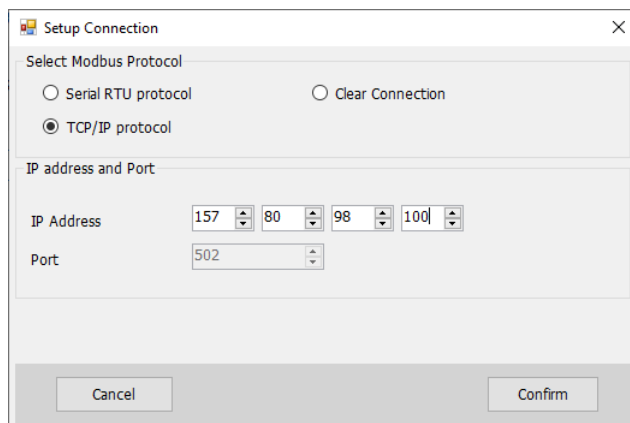 Setup Connection
Select Modbus Protocol
Serial RTU protocol
Clear Connection
TCP/IP protocol
IP address and Port
IP Address 157 80 98 100
Port 502
Cancel Confirm